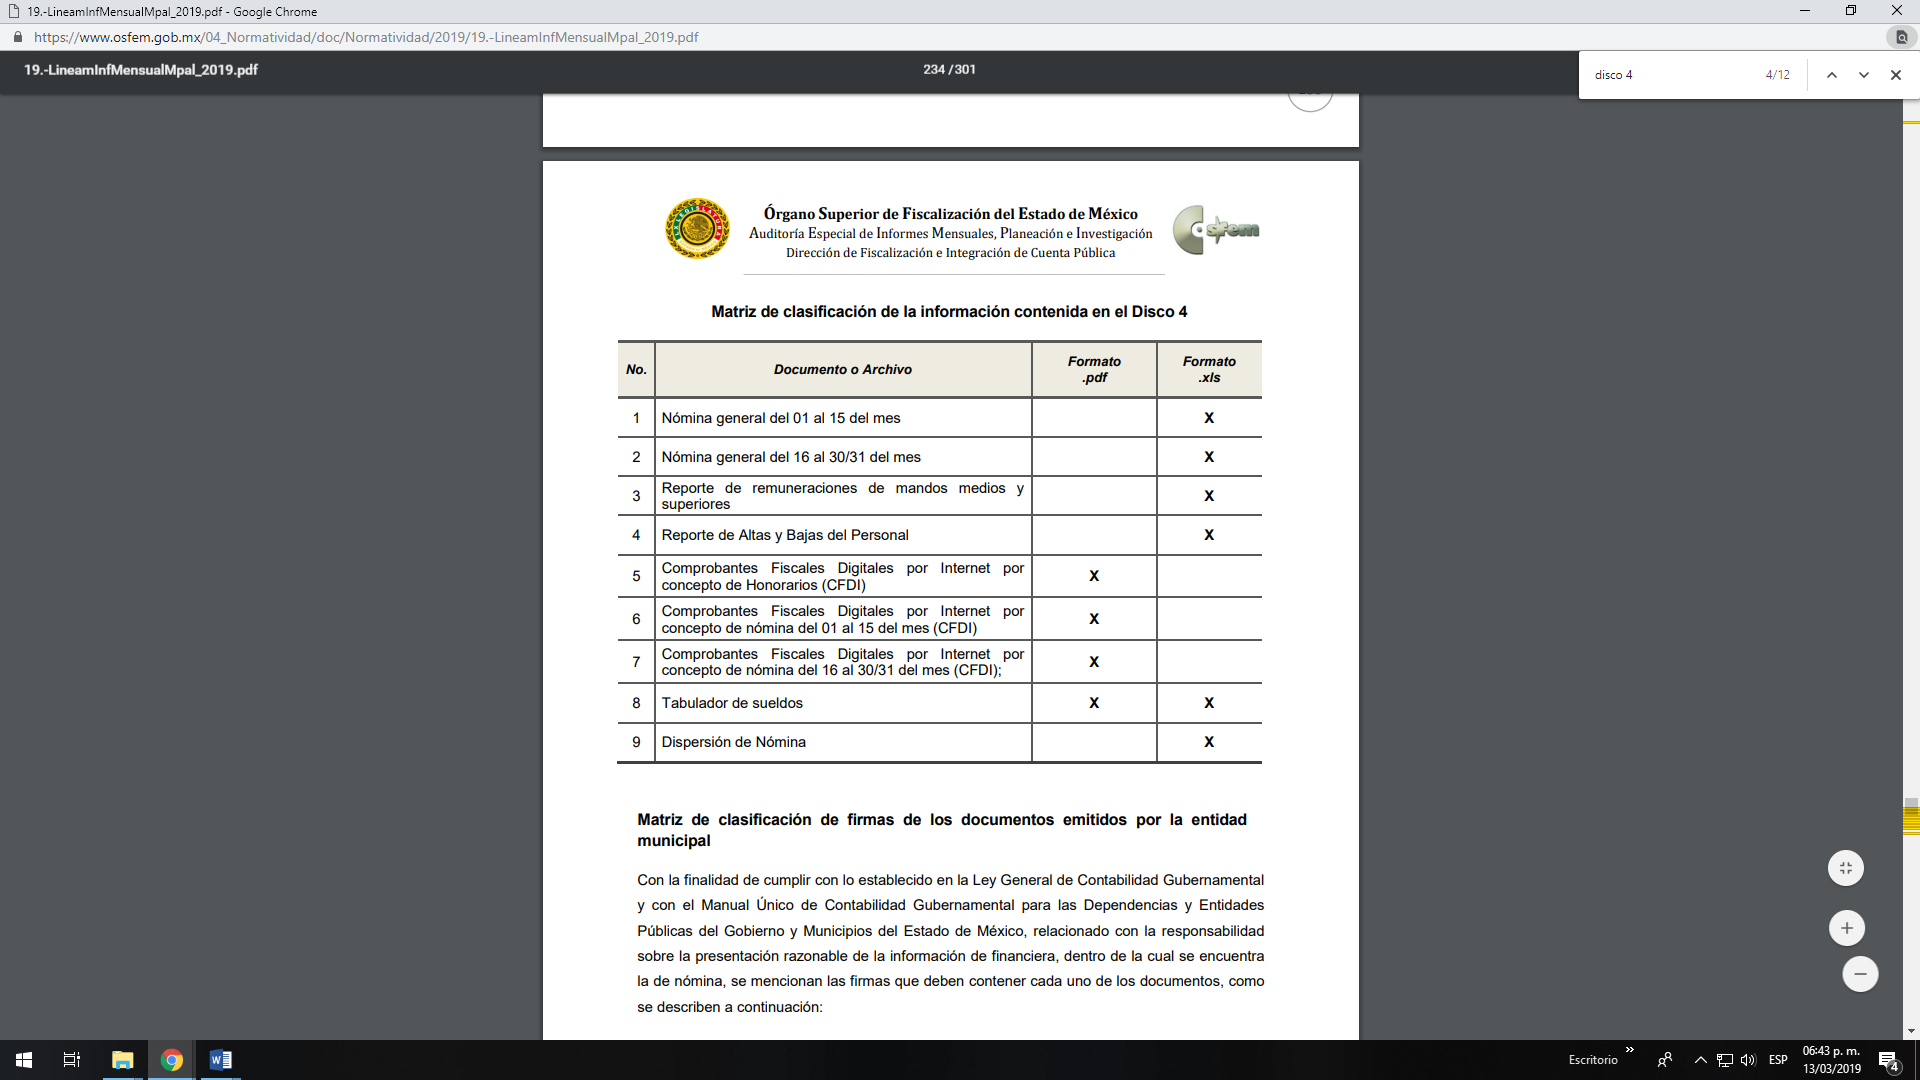 19.-LineamInfMensualMpal_2019.pdf - Google Chrome
https://www.osfem.gob.mx/04_Normatividad/doc/Normatividad/2019/19.-LineamInfMensualMpal_2019.pdf
19.-LineamInfMensualMpal_2019.pdf
234 / 301
disco 4
4/12
Órgano Superior de Fiscalización del Estado de México
Auditoría Especial de Informes Mensuales, Planeación e Investigación
Dirección de Fiscalización e Integración de Cuenta Pública
sfem
Matriz de clasificación de la información contenida en el Disco 4
No. Documento o Archivo Formato .pdf Formato .xls
1 Nómina general del 01 al 15 del mes X
2 Nómina general del 16 al 30/31 del mes X
3 Reporte de remuneraciones de mandos medios y
superiores X
4 Reporte de Altas y Bajas del Personal X
5 Comprobantes Fiscales Digitales por Internet por
concepto de Honorarios (CFDI) X
6 Comprobantes Fiscales Digitales por Internet por
concepto de nómina del 01 al 15 del mes (CFDI) X
7 Comprobantes Fiscales Digitales por Internet por
concepto de nómina del 16 al 30/31 del mes (CFDI); X
8 Tabulador de sueldos X X
9 Dispersión de Nómina X
Matriz de clasificación de firmas de los documentos emitidos por la entidad
municipal
Con la finalidad de cumplir con lo establecido en la Ley General de Contabilidad Gubernamental
y con el Manual Único de Contabilidad Gubernamental para las Dependencias y Entidades
Públicas del Gobierno y Municipios del Estado de México, relacionado con la responsabilidad
sobre la presentación razonable de la información de financiera, dentro de la cual se encuentra
la de nómina, se mencionan las firmas que deben contener cada uno de los documentos, como
se describen a continuación:
Escritorio
ESP
06:43 p. m.
13/03/2019
4